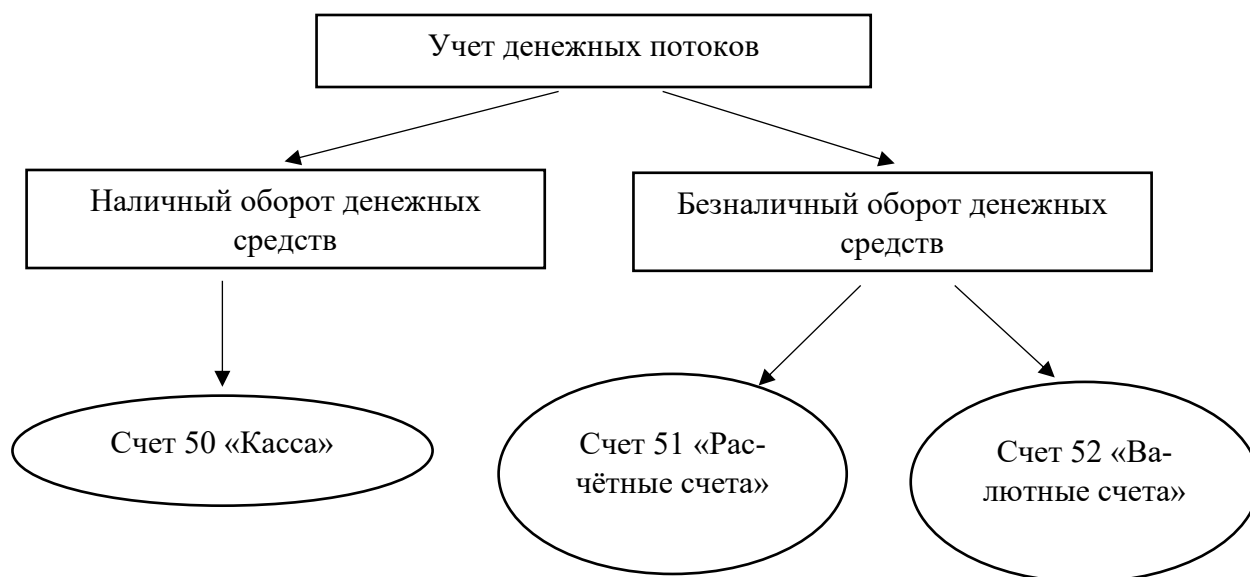 Учет денежных потоков
Наличный оборот денежных
средств
Безналичный оборот денежных
средств
Счет 50 «Касса»
Счет 51 «Рас-
чётные счета»
Счет 52 «Ва-
лютные счета»